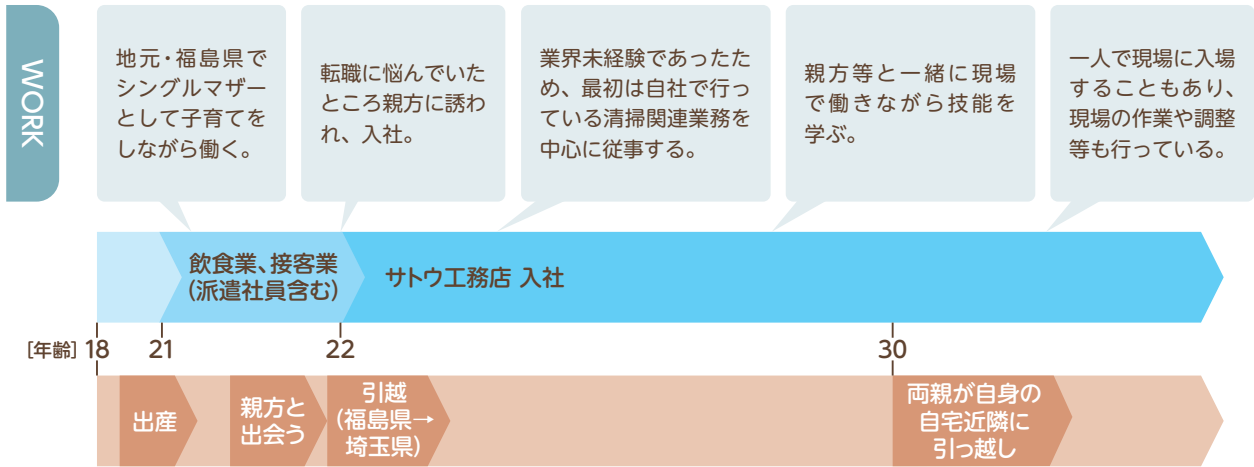 WORK
地元・福島県で
シングルマザー
として子育てを
しながら働く。
転職に悩んでいた
ところ親方に誘わ
れ、入社。
業界未経験であったた
め、最初は自社で行っ
ている清掃関連業務を
中心に従事する。
親方等と一緒に現場
で働きながら技能を
学ぶ。
一人で現場に入場
することもあり、
現場の作業や調整
等も行っている。
飲食業、接客業
(派遣社員含む)
サトウ工務店 入社
[年齢] 18 21 22 30
出産
親方と
出会う
引越
(福島県→
埼玉県)
両親が自身の
自宅近隣に
引っ越し